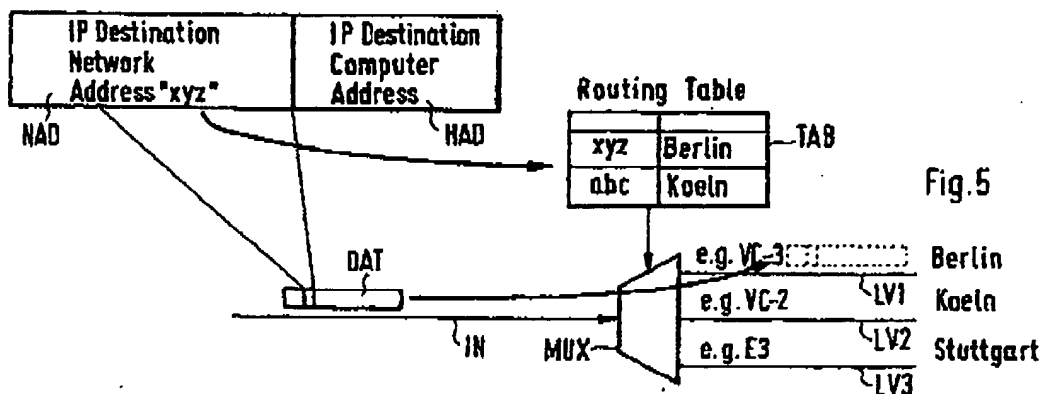 IP Destination
Network
Address "xyz"
IP Destination
Computer
Address
NAD
HAD
Routing Table
xyz Berlin
abc Koeln
TAB
Fig.5
DAT
IN
MUX
e.g. VC-3
Berlin
LV1
e.g. VC-2
Koeln
LV2
e.g. E3
Stuttgart
LV3